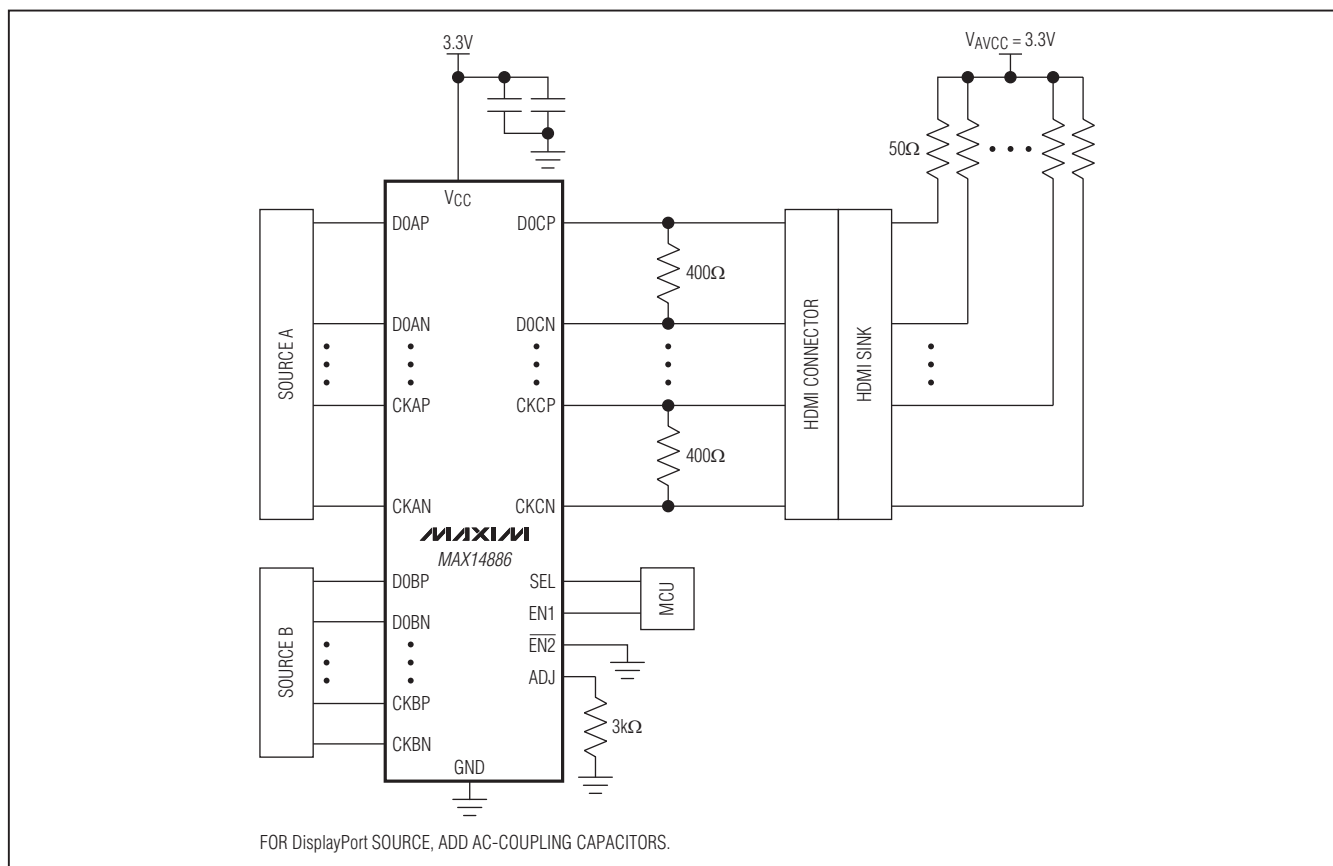 3.3V
V_AVCC = 3.3V
50Ω
VCC
D0AP
D0CP
400Ω
D0AN
D0CN
SOURCE A
CKAP
CKCP
HDMI CONNECTOR
HDMI SINK
400Ω
CKAN
CKCN
MAXIM
MAX14886
D0BP
SEL
MCU
D0BN
EN1
SOURCE B
EN2
ADJ
CKBP
3kΩ
CKBN
GND
FOR DisplayPort SOURCE, ADD AC-COUPLING CAPACITORS.